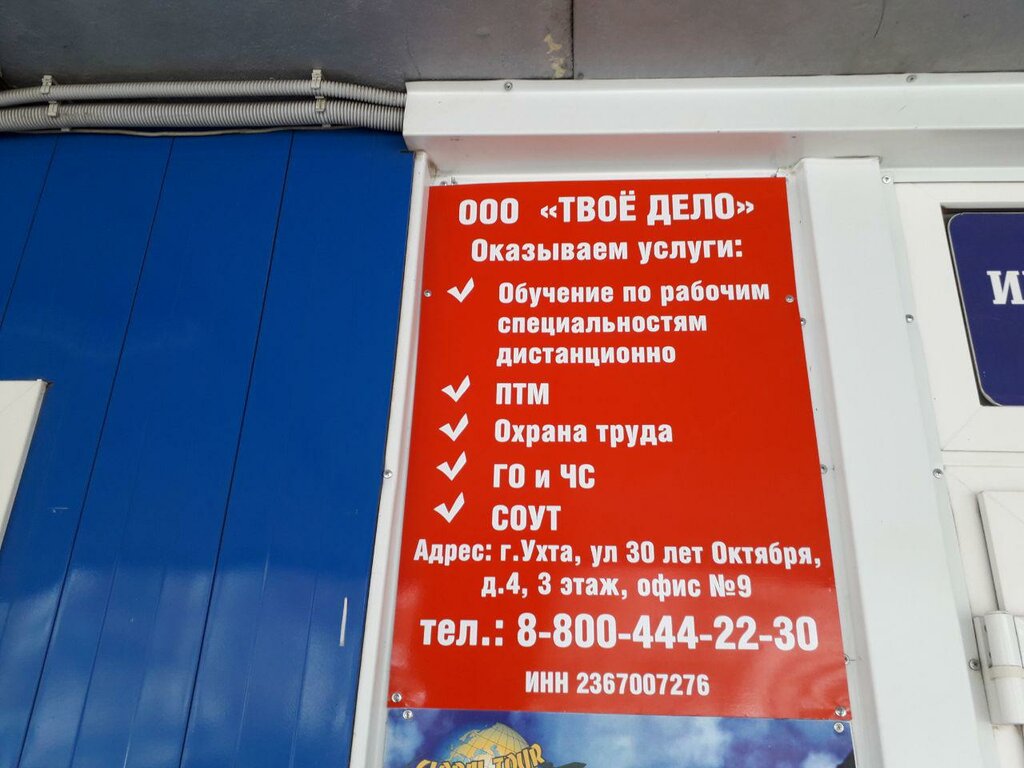 ООО «ТВОЁ ДЕЛО»
Оказываем услуги:
Обучение по рабочим
специальностям
дистанционно
ПТМ
Охрана труда
ГО и ЧС
СОУТ
Адрес: г.Ухта, ул 30 лет Октября,
д.4, 3 этаж, офис №9
тел.: 8-800-444-22-30
ИНН 2367007276
TOUR